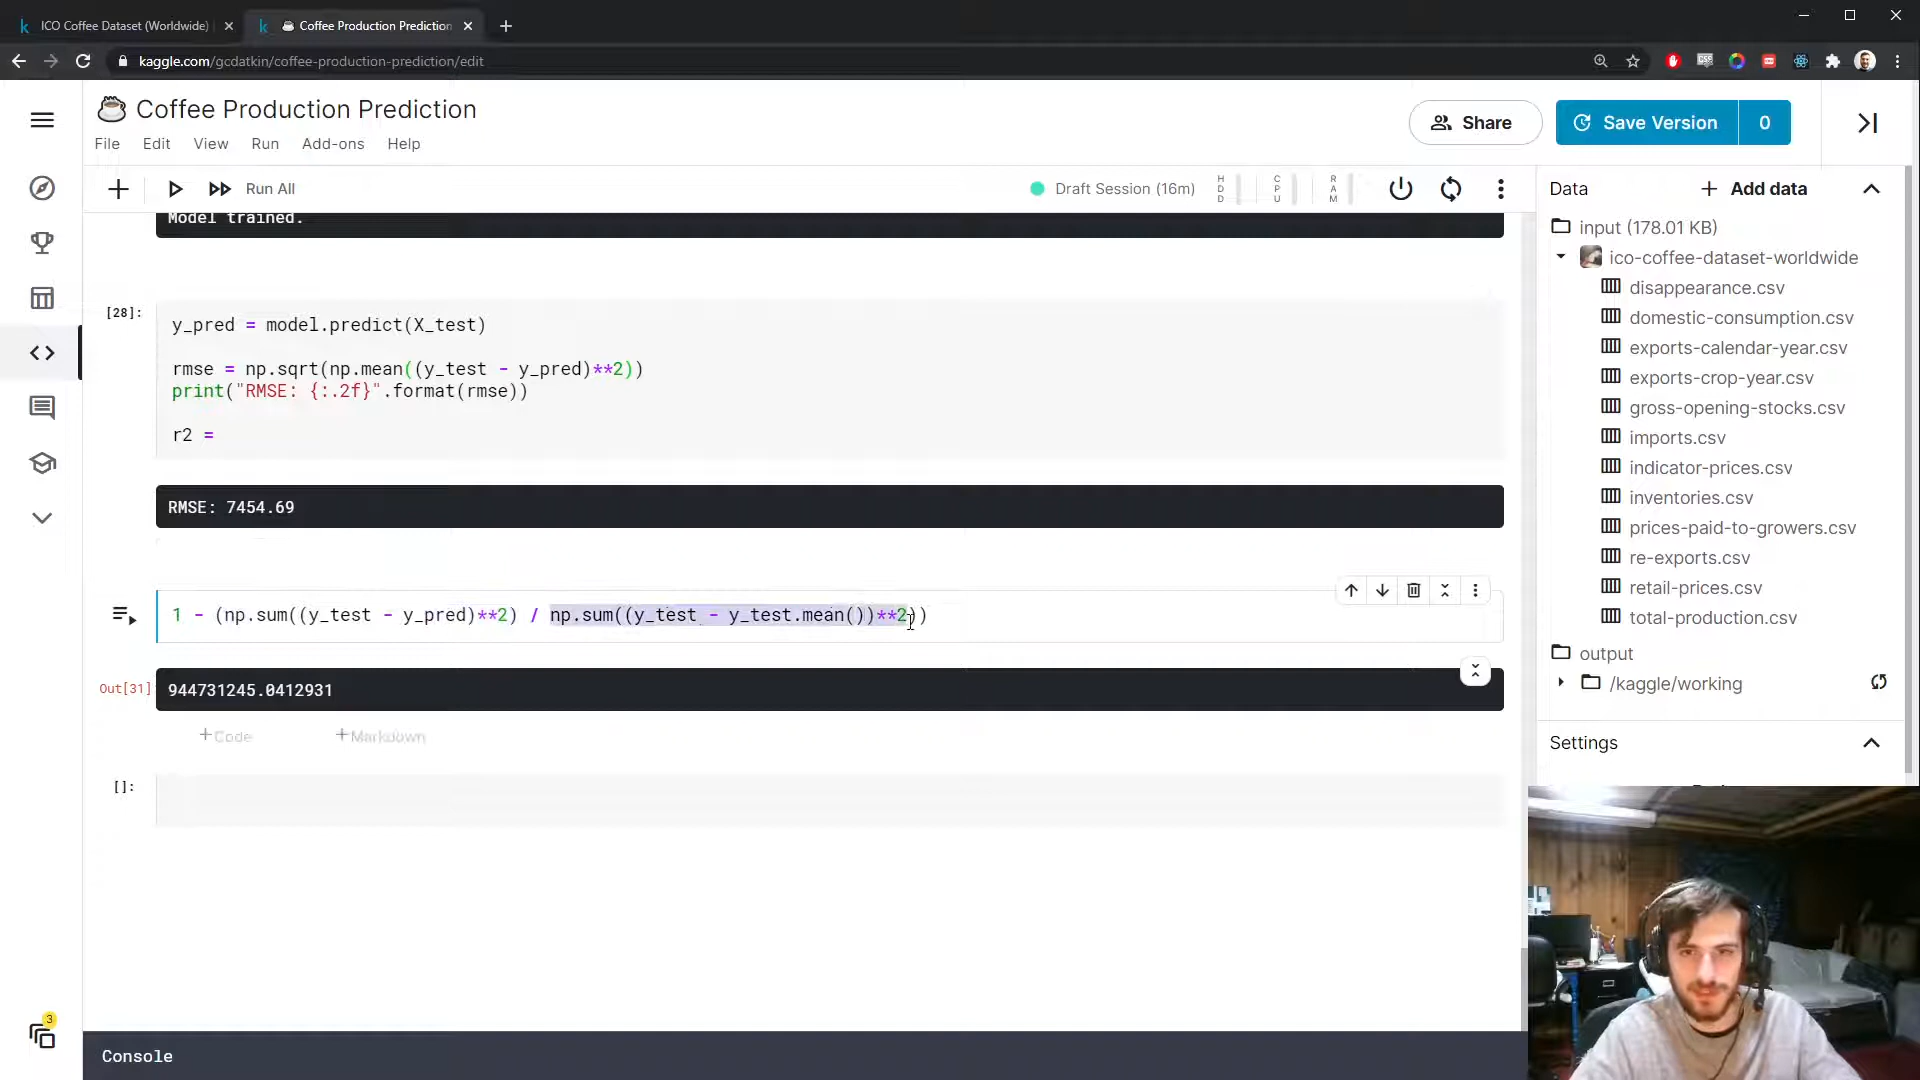 ICO Coffee Dataset (Worldwide)
Coffee Production Prediction
kaggle.com/gcdatkin/coffee-production-prediction/edit
Coffee Production Prediction
File Edit View Run Add-ons Help
Share
Save Version 0
Run All
Draft Session (16m)
HDD CPU RAM
Model trained.
[28]:
y_pred = model.predict(X_test)
rmse = np.sqrt(np.mean((y_test - y_pred)**2))
print("RMSE: {:.2f}".format(rmse))
r2 =
RMSE: 7454.69
1 - (np.sum((y_test - y_pred)**2) / np.sum((y_test - y_test.mean())**2))
Out[31]
944731245.0412931
+Code +Markdown
[]:
Console
3
Data
Add data
input (178.01 KB)
ico-coffee-dataset-worldwide
disappearance.csv
domestic-consumption.csv
exports-calendar-year.csv
exports-crop-year.csv
gross-opening-stocks.csv
imports.csv
indicator-prices.csv
inventories.csv
prices-paid-to-growers.csv
re-exports.csv
retail-prices.csv
total-production.csv
output
/kaggle/working
Settings